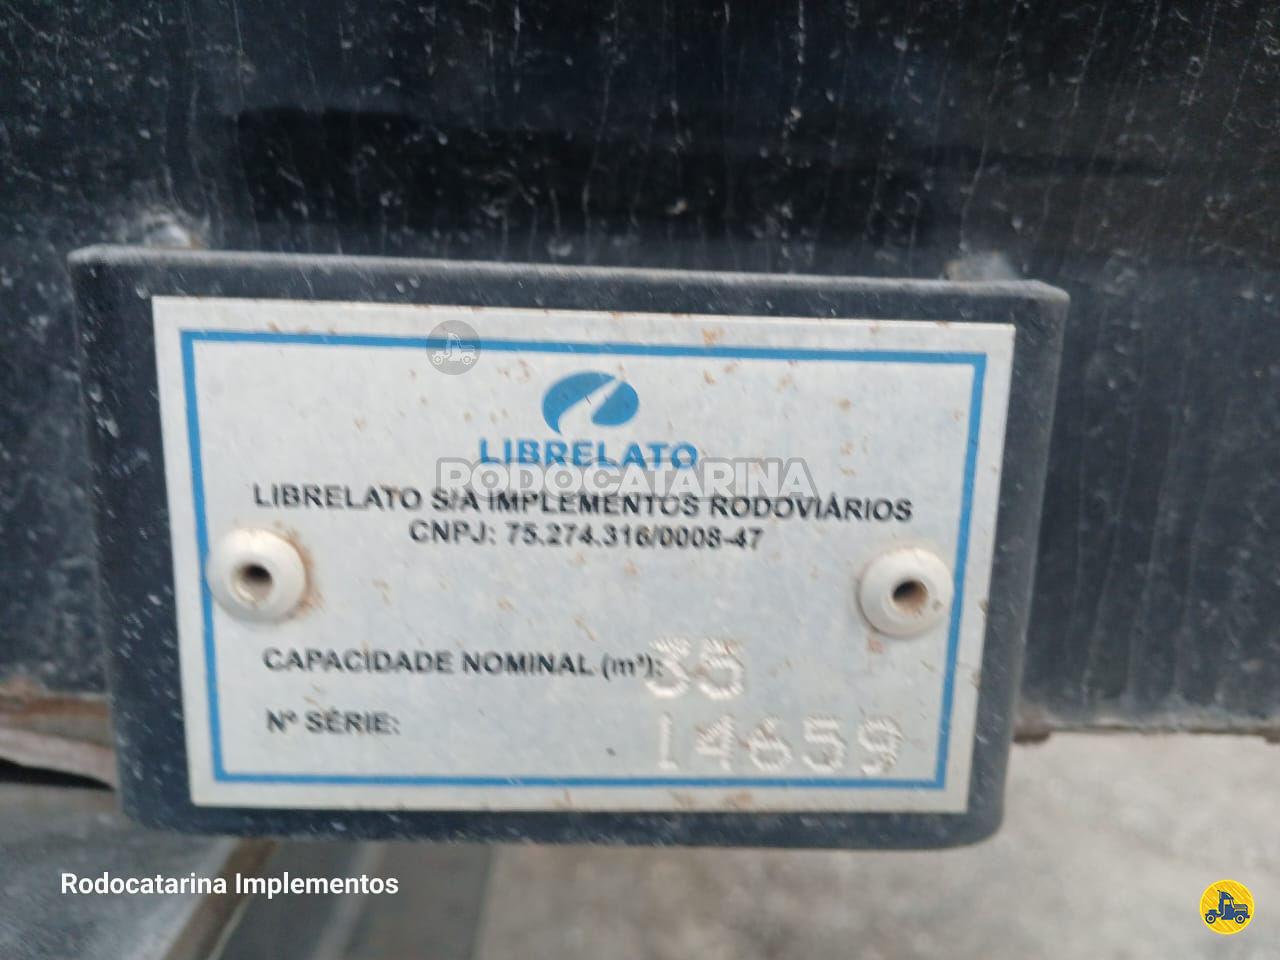 LIBRELATO
RODOCATARINA
LIBRELATO S/A IMPLEMENTOS RODOVIÁRIOS
CNPJ: 75.274.316/0008-47
CAPACIDADE NOMINAL (m³): 35
Nº SÉRIE: 14659
Rodocatarina Implementos